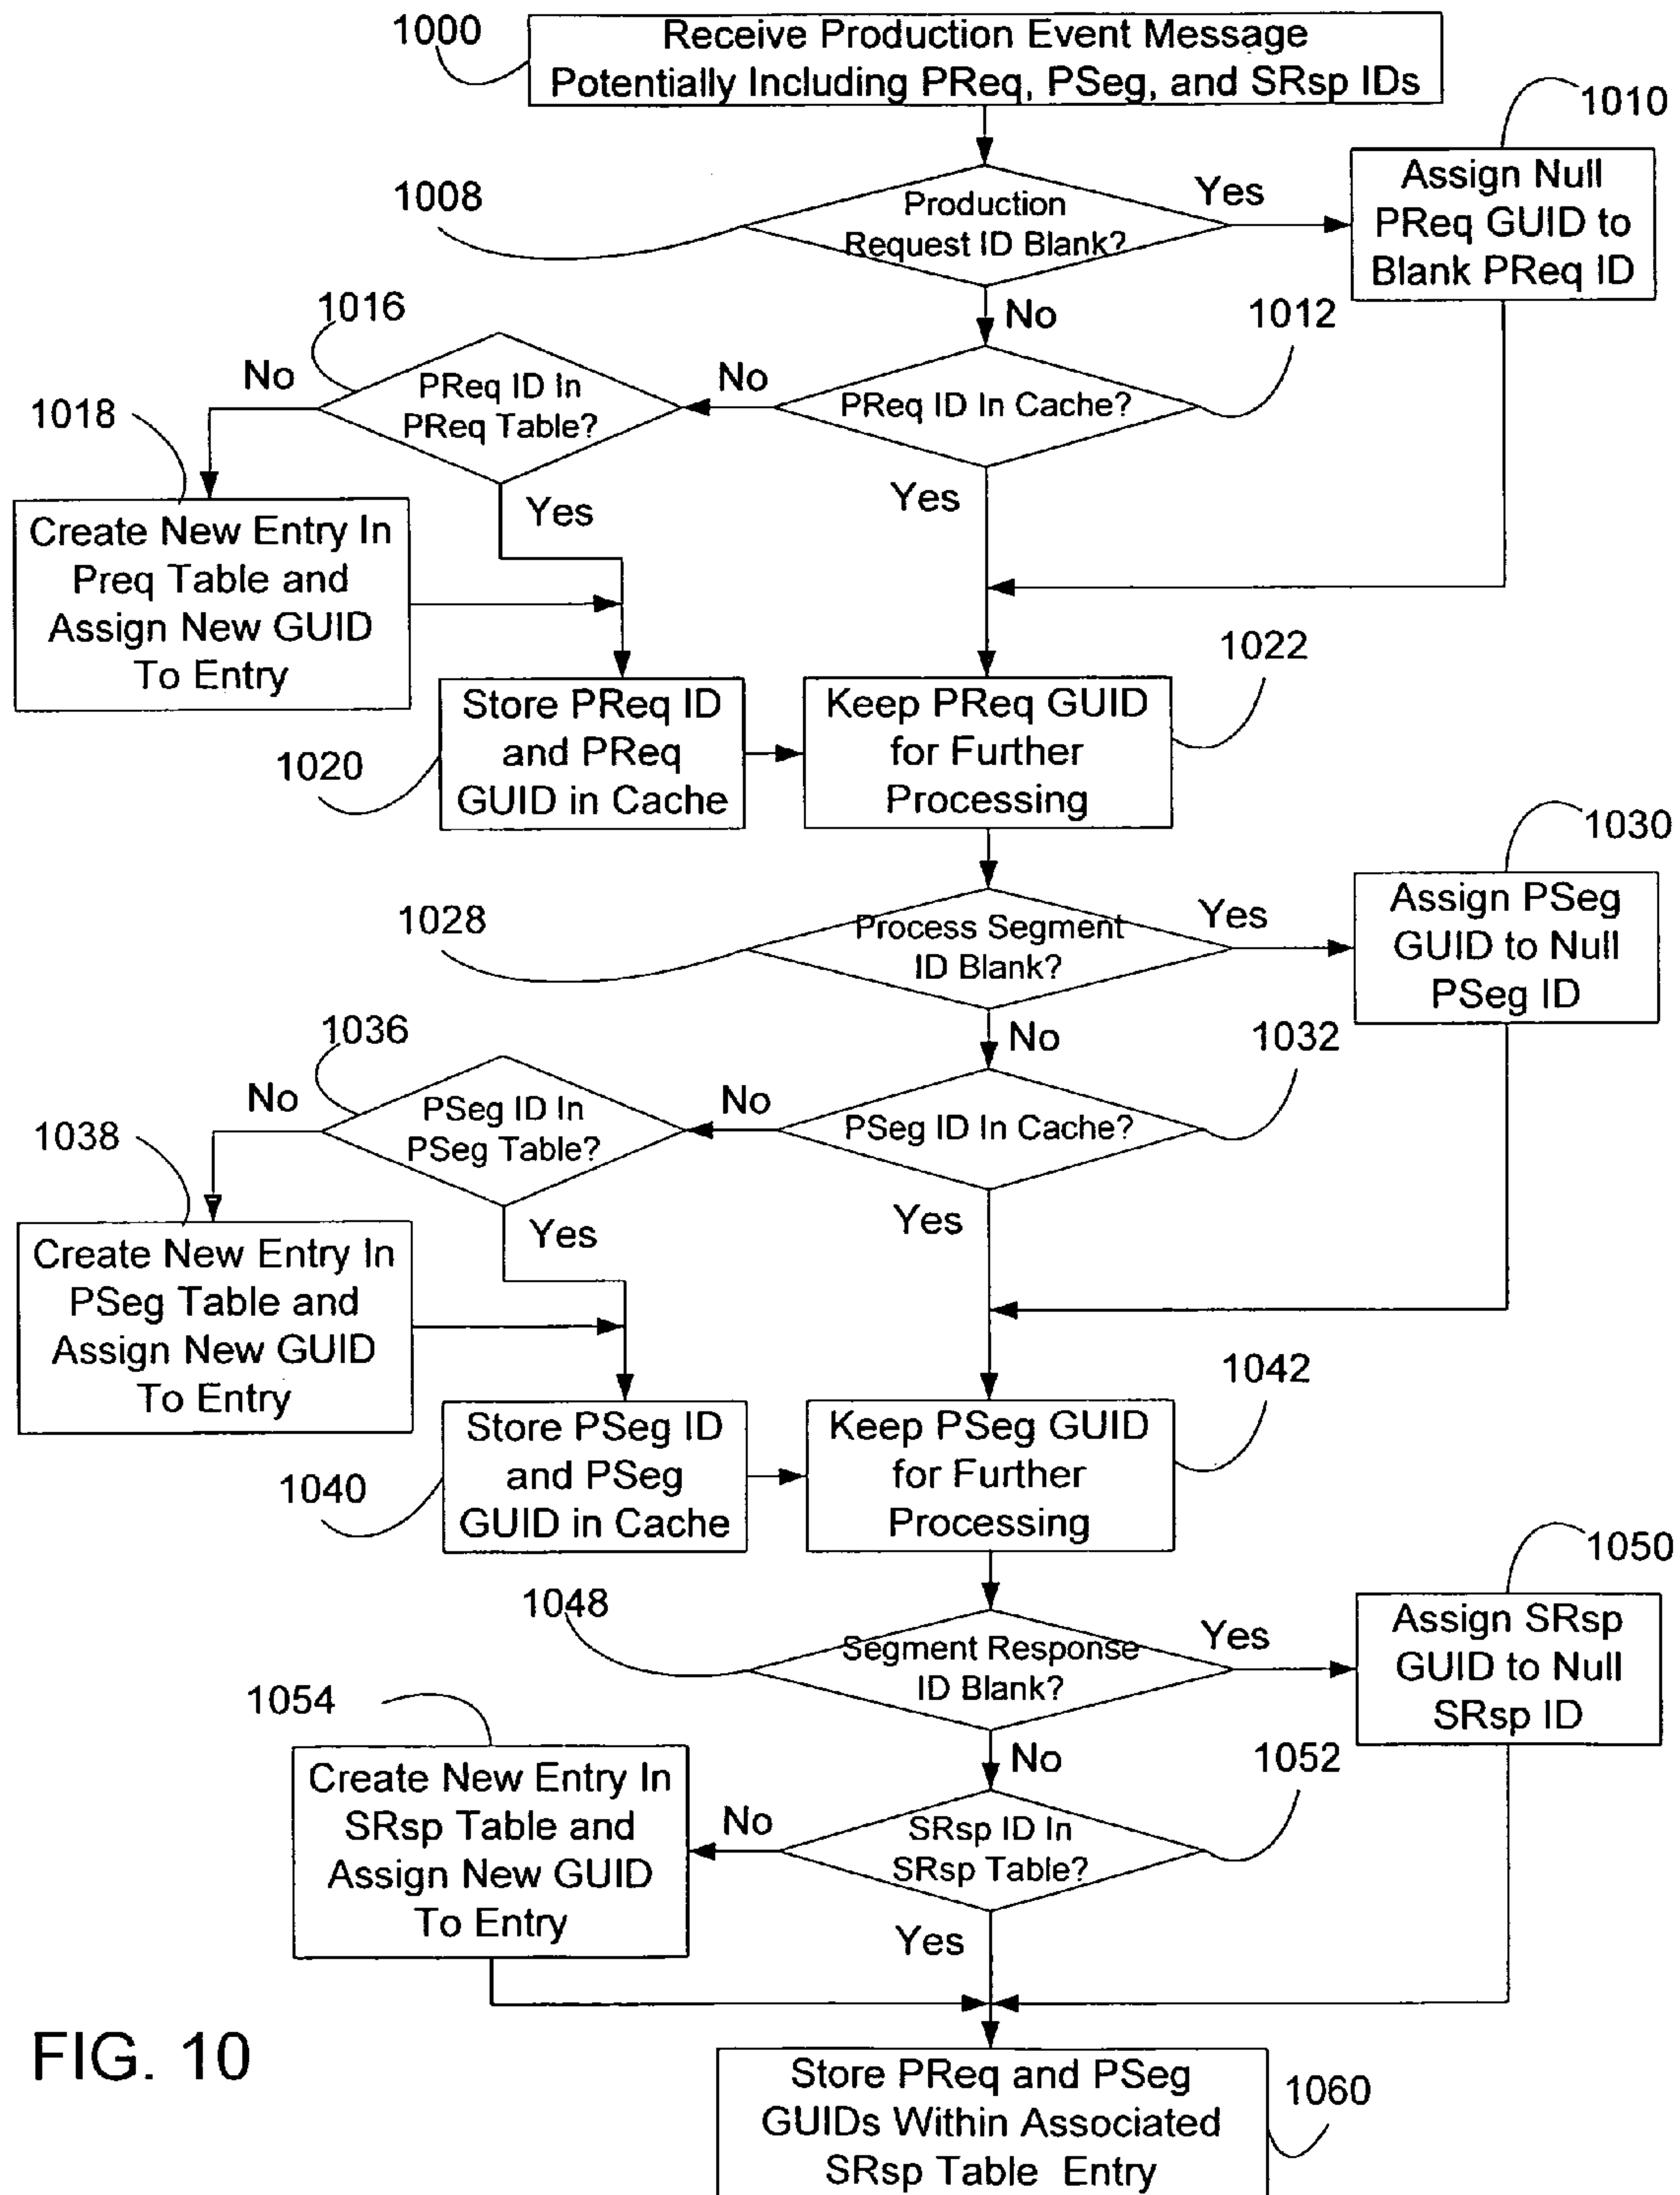 1000
Receive Production Event Message
Potentially Including PReq, PSeg, and SRsp IDs
1010
Assign Null
PReq GUID to
Blank PReq ID
1008
Production
Request ID Blank?
Yes
No
1016
1012
PReq ID In
PReq Table?
No
No
PReq ID In Cache?
1018
Yes
Yes
Create New Entry In
Preq Table and
Assign New GUID
To Entry
1022
Store PReq ID
and PReq
GUID in Cache
1020
Keep PReq GUID
for Further
Processing
1030
Assign PSeg
GUID to Null
PSeg ID
1028
Process Segment
ID Blank?
Yes
No
1036
1032
PSeg ID In
PSeg Table?
No
No
PSeg ID In Cache?
1038
Yes
Yes
Create New Entry In
PSeg Table and
Assign New GUID
To Entry
1042
Store PSeg ID
and PSeg
GUID in Cache
1040
Keep PSeg GUID
for Further
Processing
1050
Assign SRsp
GUID to Null
SRsp ID
1048
Segment Response
ID Blank?
Yes
No
1054
1052
Create New Entry In
SRsp Table and
Assign New GUID
To Entry
No
SRsp ID In
SRsp Table?
Yes
FIG. 10
Store PReq and PSeg
GUIDs Within Associated
SRsp Table Entry
1060